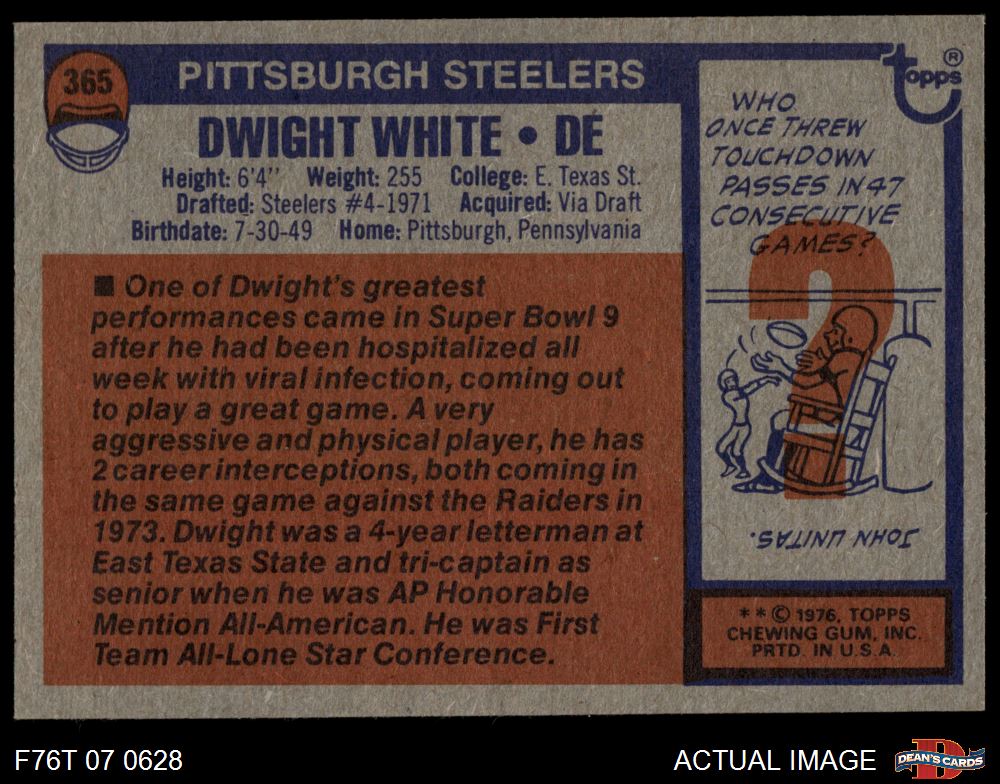 365
PITTSBURGH STEELERS
DWIGHT WHITE • DE
Height: 6'4" Weight: 255 College: E. Texas St.
Drafted: Steelers #4-1971 Acquired: Via Draft
Birthdate: 7-30-49 Home: Pittsburgh, Pennsylvania
■ One of Dwight's greatest
performances came in Super Bowl 9
after he had been hospitalized all
week with viral infection, coming out
to play a great game. A very
aggressive and physical player, he has
2 career interceptions, both coming in
the same game against the Raiders in
1973. Dwight was a 4-year letterman at
East Texas State and tri-captain as
senior when he was AP Honorable
Mention All-American. He was First
Team All-Lone Star Conference.
topps®
WHO
ONCE THREW
TOUCHDOWN
PASSES IN 47
CONSECUTIVE
GAMES?
?
JOHN UNITAS.
* * © 1976, TOPPS
CHEWING GUM, INC.
PRTD. IN U.S.A.
F76T 07 0628
ACTUAL IMAGE
D
DEAN'S CARDS